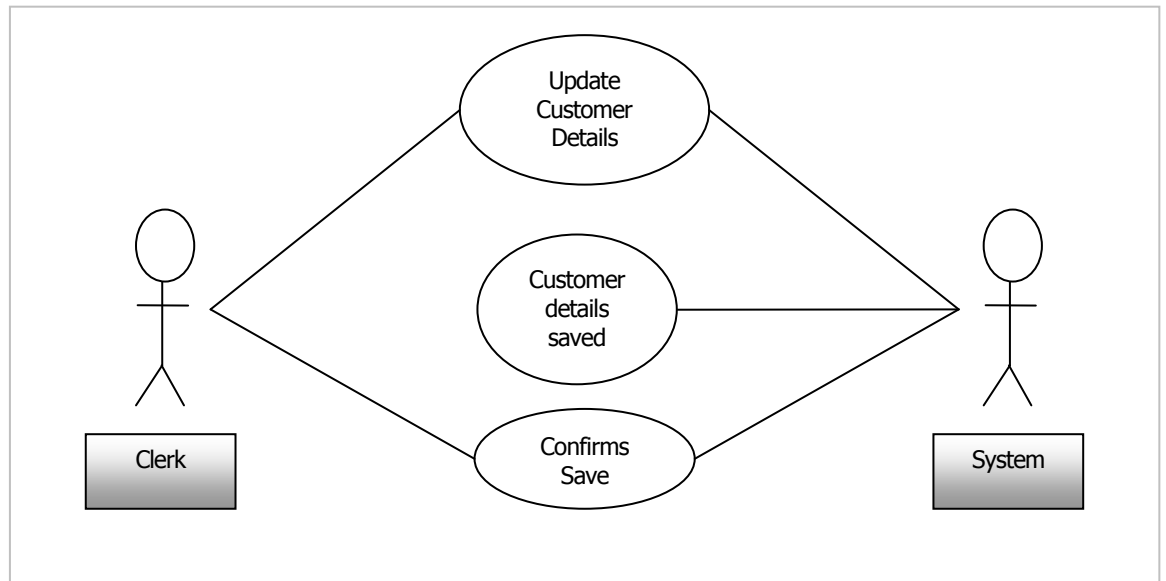 Update
Customer
Details
Customer
details
saved
Confirms
Save
Clerk
System